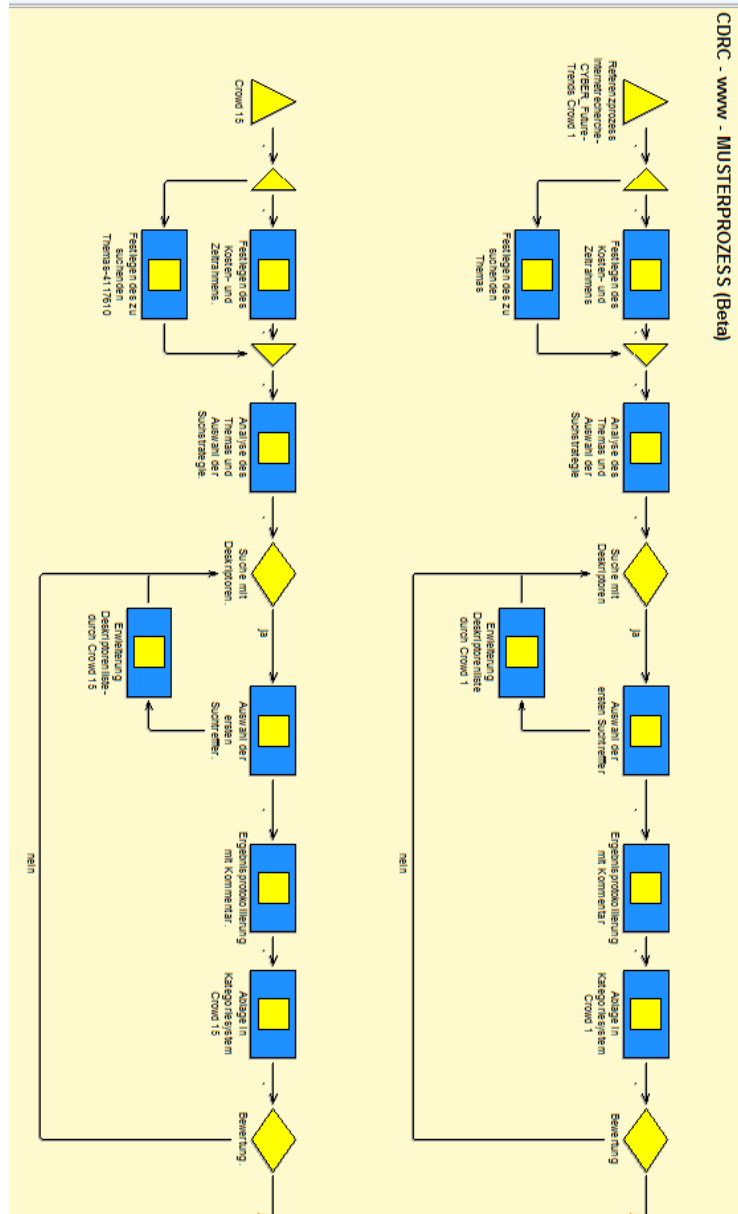 CDRC - www - MUSTERPROZESS (Beta)
Referenzprozess
Internetrecherche-
CYBER_Future-
Trends Crowd 1
Festlegen des
Kosten- und
Zeitrahmens
Festlegen des zu
suchenden
Themas
Analyse des
Themas und
Auswahl der
Suchstrategie
Suche mit
Deskriptoren
ja
Erweiterung
Deskriptorenliste
durch Crowd 1
Auswahl der
ersten Suchtreffer
Ergebnisprotokollierung
mit Kommentar
Ablage in
Kategoriesystem
Crowd 1
Bewertung
nein
Crowd 15
Festlegen des
Kosten- und
Zeitrahmens.
Festlegen des zu
suchenden
Themas-4117610
Analyse des
Themas und
Auswahl der
Suchstrategie.
Suche mit
Deskriptoren.
ja
Erweiterung
Deskriptorenliste-
durch Crowd 15
Auswahl der
ersten
Suchtreffer.
Ergebnisprotokollierung
mit Kommentar.
Ablage in
Kategoriesystem
Crowd 15
Bewertung.
nein